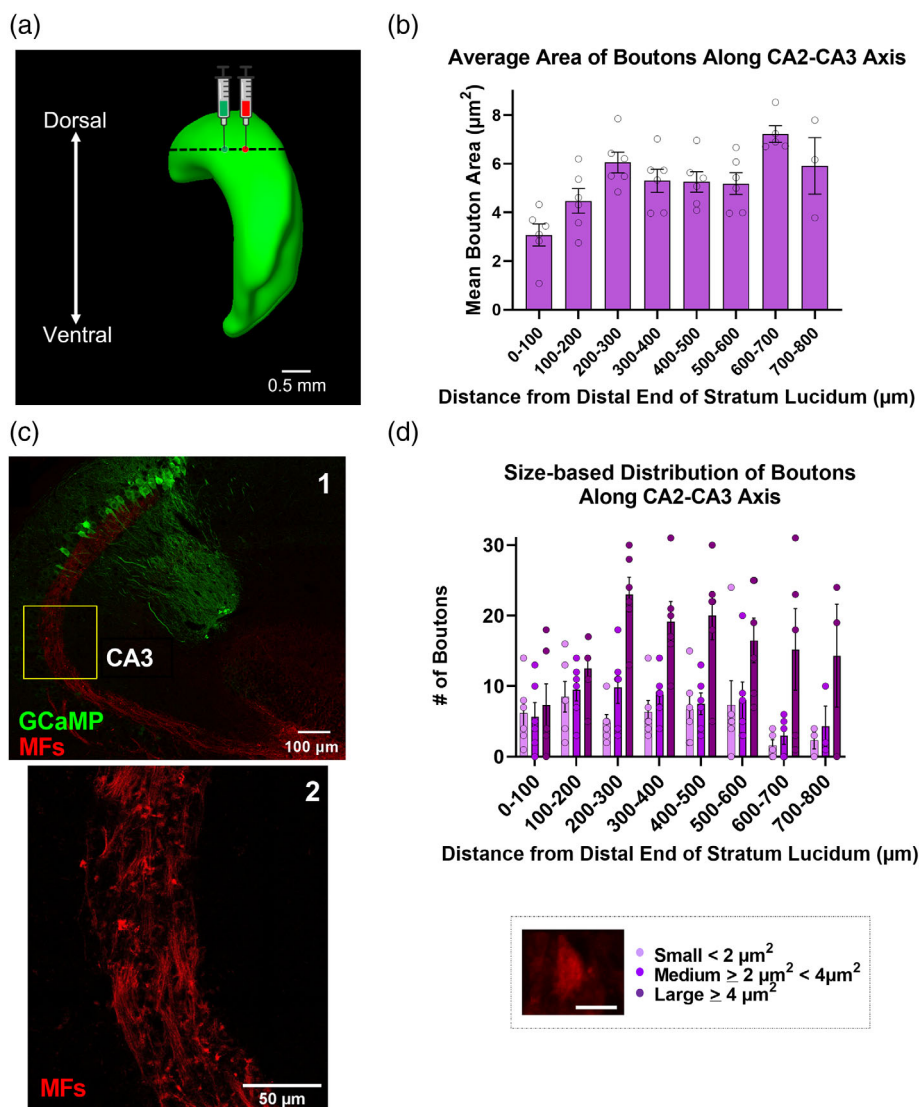 (a)
Dorsal
Ventral
0.5 mm
(b)
Average Area of Boutons Along CA2-CA3 Axis
Mean Bouton Area (µm²)
8
6
4
2
0
0-100
100-200
200-300
300-400
400-500
500-600
600-700
700-800
Distance from Distal End of Stratum Lucidum (µm)
(c)
1
CA3
GCaMP
MFs
100 µm
2
MFs
50 µm
(d)
Size-based Distribution of Boutons
Along CA2-CA3 Axis
# of Boutons
30
20
10
0
0-100
100-200
200-300
300-400
400-500
500-600
600-700
700-800
Distance from Distal End of Stratum Lucidum (µm)
Small < 2 µm²
Medium ≥ 2 µm² < 4µm²
Large ≥ 4 µm²